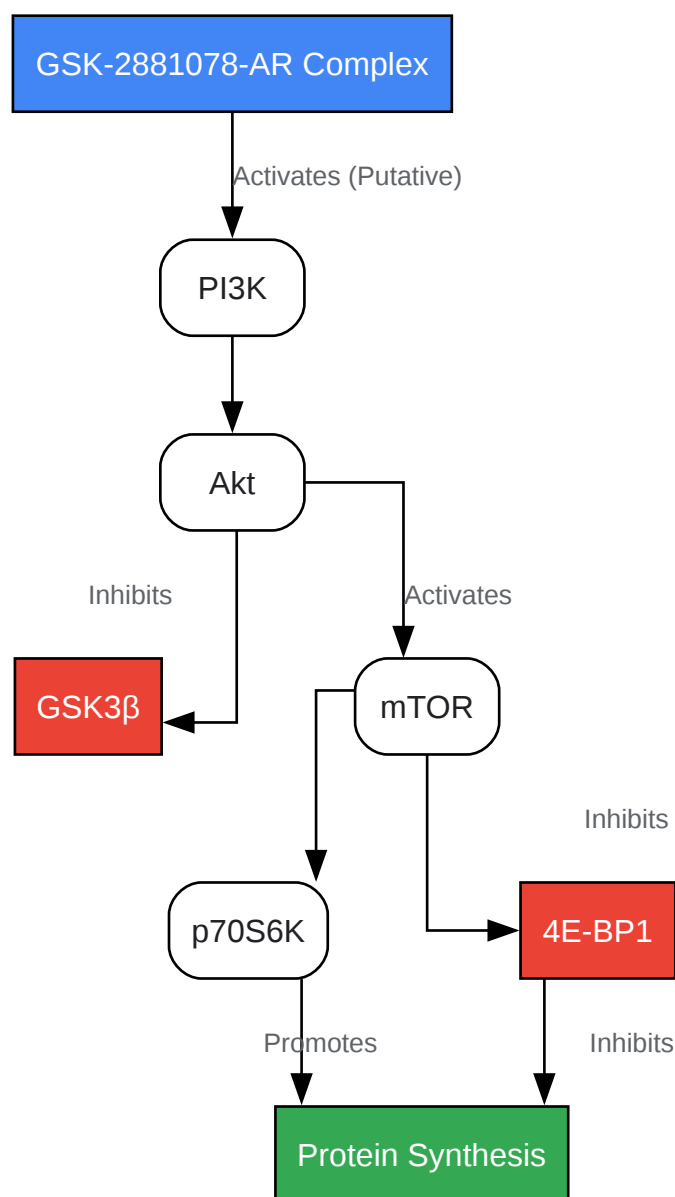 GSK-2881078-AR Complex
Activates (Putative)
PI3K
Akt
Inhibits
Activates
GSK3β
mTOR
Inhibits
p70S6K
4E-BP1
Promotes
Inhibits
Protein Synthesis